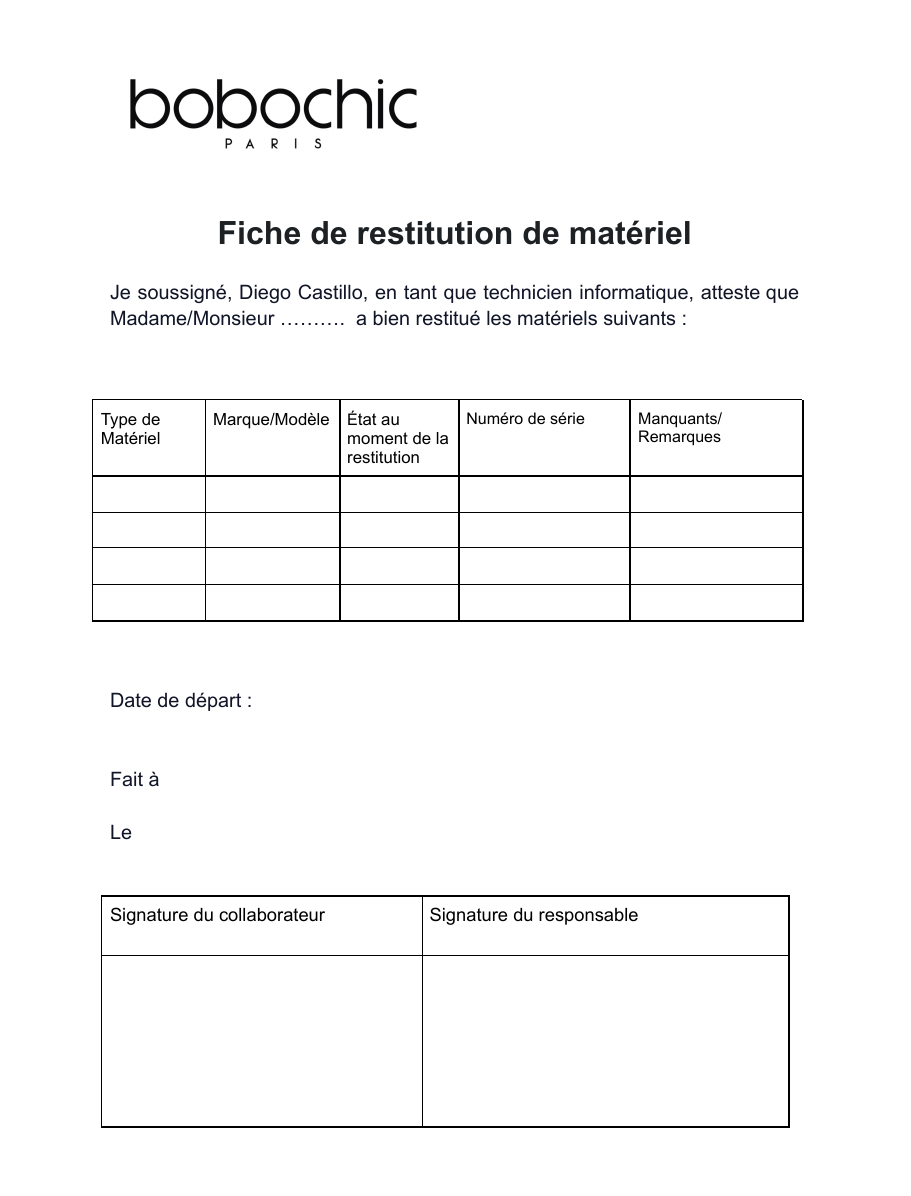 bobochic
PARIS
Fiche de restitution de matériel
Je soussigné, Diego Castillo, en tant que technicien informatique, atteste que
Madame/Monsieur ………. a bien restitué les matériels suivants :
Type de
Matériel
Marque/Modèle
État au
moment de la
restitution
Numéro de série
Manquants/
Remarques
Date de départ :
Fait à
Le
Signature du collaborateur
Signature du responsable